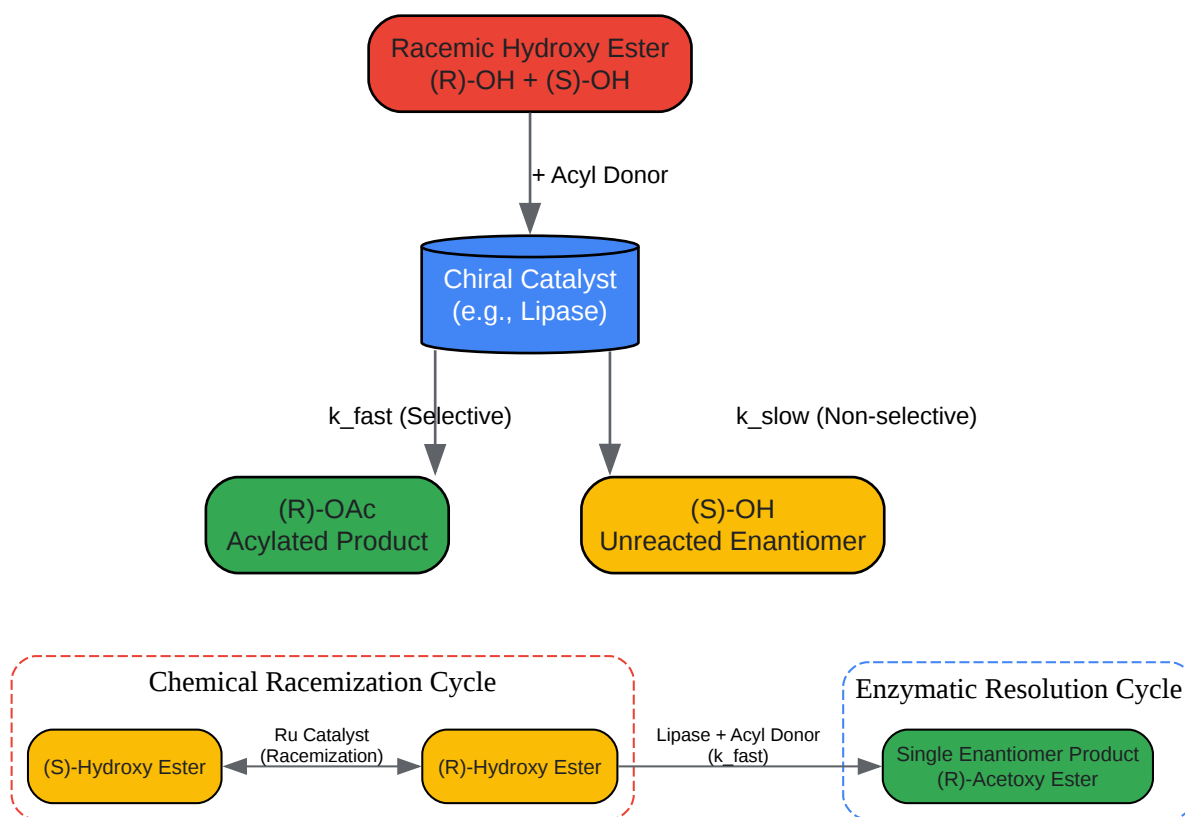 Racemic Hydroxy Ester
(R)-OH + (S)-OH
+ Acyl Donor
Chiral Catalyst
(e.g., Lipase)
k_fast (Selective)
k_slow (Non-selective)
(R)-OAc
Acylated Product
(S)-OH
Unreacted Enantiomer
Chemical Racemization Cycle
(S)-Hydroxy Ester
Ru Catalyst
(Racemization)
(R)-Hydroxy Ester
Lipase + Acyl Donor
(k_fast)
Enzymatic Resolution Cycle
Single Enantiomer Product
(R)-Acetoxy Ester